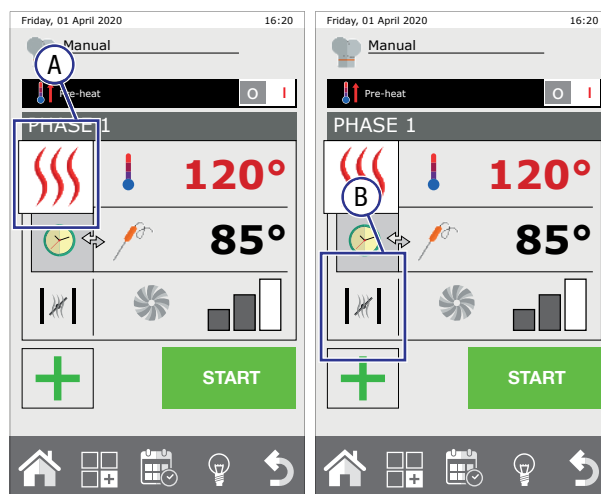 Friday, 01 April 2020 16:20
Manual
A
Pre-heat O I
PHASE 1
120°
85°
START
Friday, 01 April 2020 16:20
Manual
Pre-heat O I
PHASE 1
120°
B
85°
START